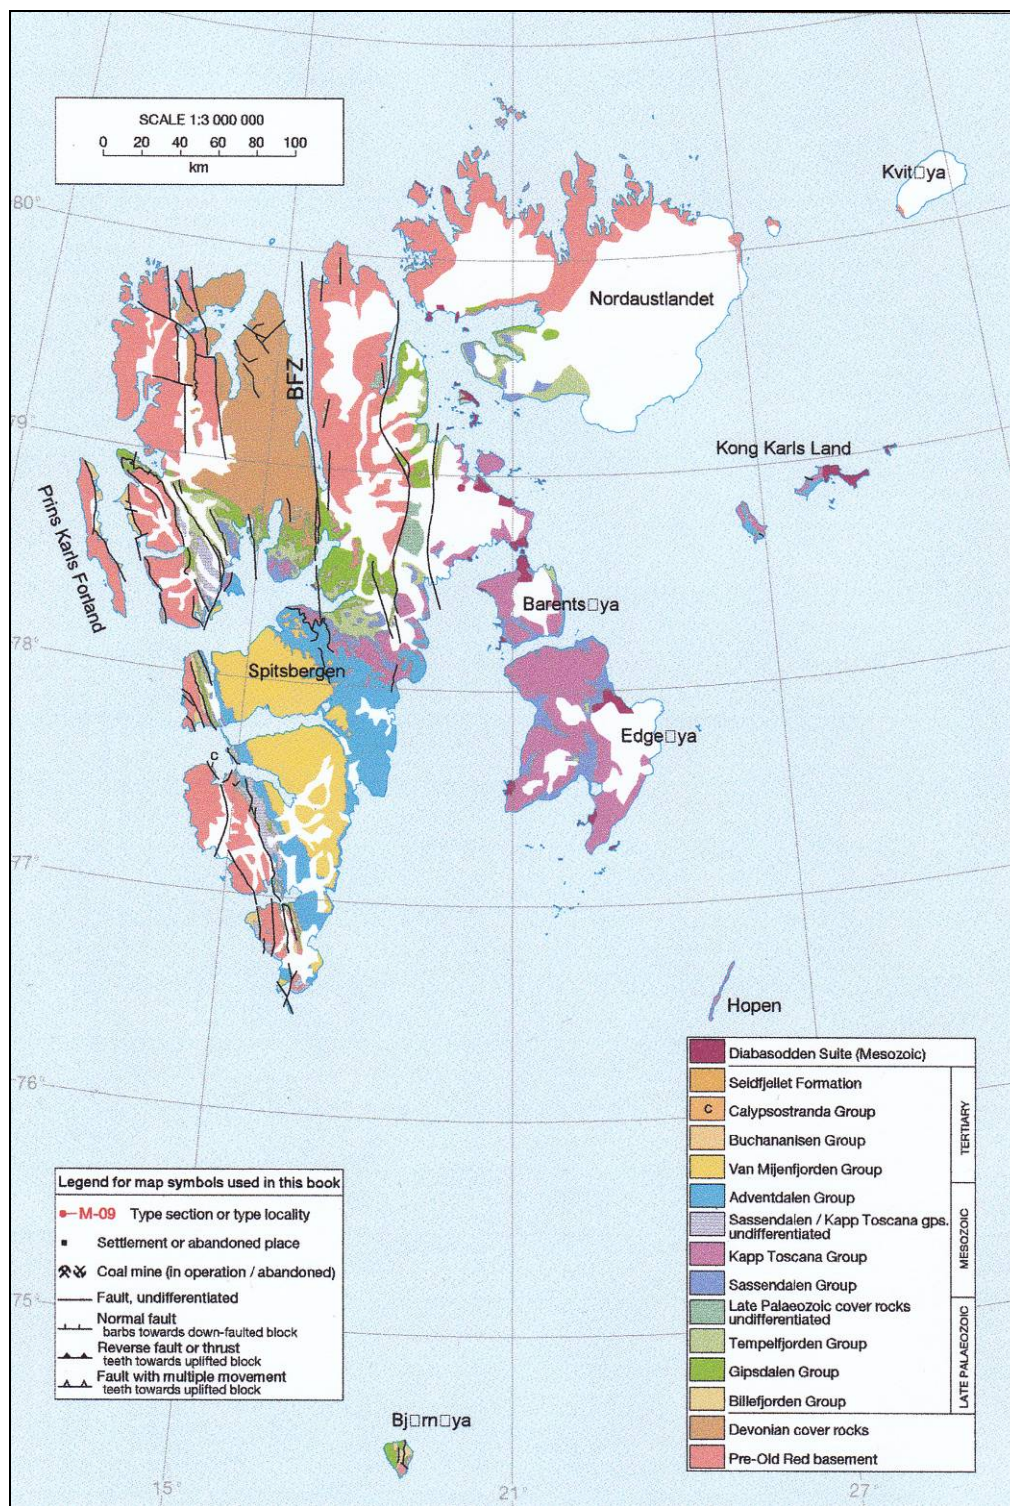 SCALE 1:3 000 000
0 20 40 60 80 100
km
80°
Kvit□ya
Nordaustlandet
BFZ
79°
Kong Karls Land
Prins Karls Forland
Barents□ya
78°
Spitsbergen
Edge□ya
C
77°
Hopen
76°
75°
Bj□rn□ya
15°
21°
27°
Legend for map symbols used in this book
M-09 Type section or type locality
Settlement or abandoned place
Coal mine (in operation / abandoned)
Fault, undifferentiated
Normal fault
barbs towards down-faulted block
Reverse fault or thrust
teeth towards uplifted block
Fault with multiple movement
teeth towards uplifted block
Diabasodden Suite (Mesozoic)
Seidfjellet Formation
C Calypsostranda Group
Buchananisen Group
Van Mijenfjorden Group
TERTIARY
Adventdalen Group
Sassendalen / Kapp Toscana gps.
undifferentiated
Kapp Toscana Group
Sassendalen Group
MESOZOIC
Late Palaeozoic cover rocks
undifferentiated
Tempelfjorden Group
Gipsdalen Group
Billefjorden Group
LATE PALAEOZOIC
Devonian cover rocks
Pre-Old Red basement